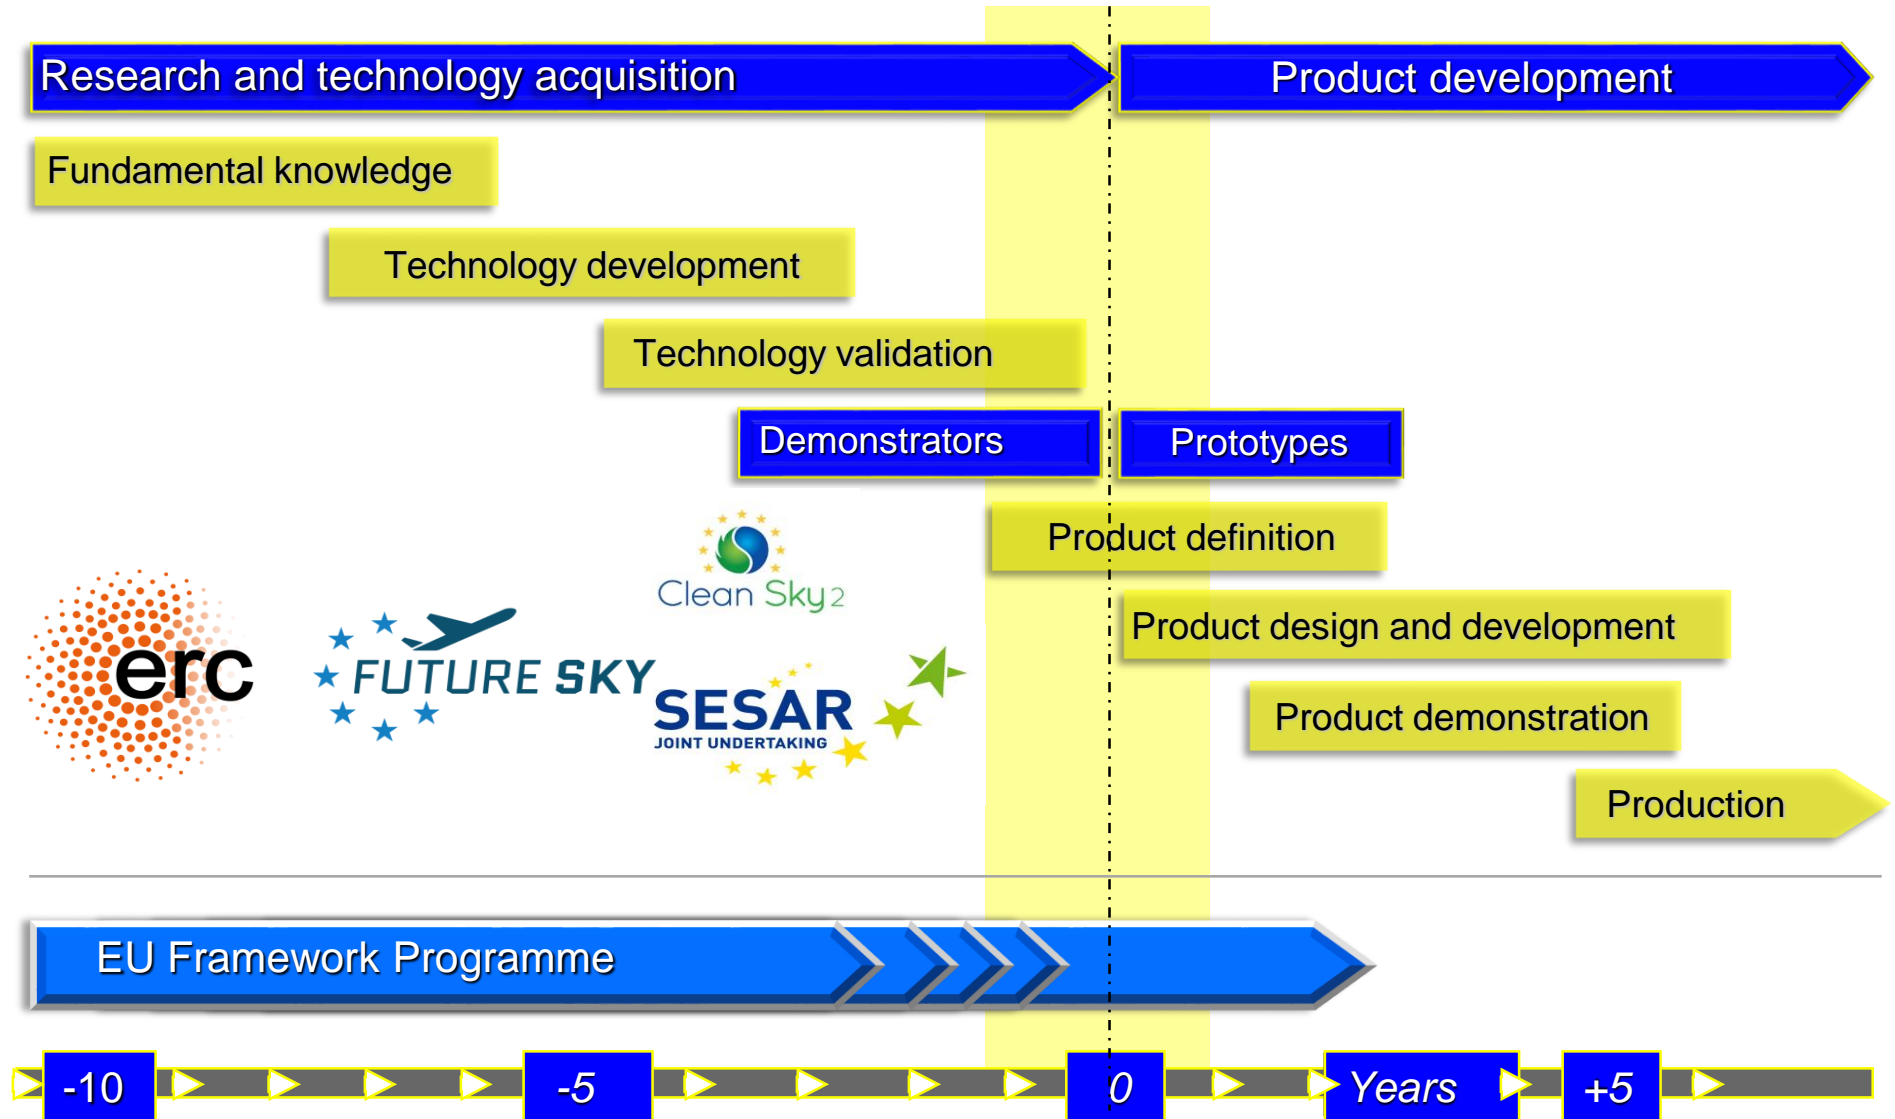 Research and technology acquisition
Product development
Fundamental knowledge
Technology development
Technology validation
Demonstrators
Prototypes
Product definition
Clean Sky 2
Product design and development
erc
FUTURE SKY
SESAR
JOINT UNDERTAKING
Product demonstration
Production
EU Framework Programme
-10
-5
0
Years
+5